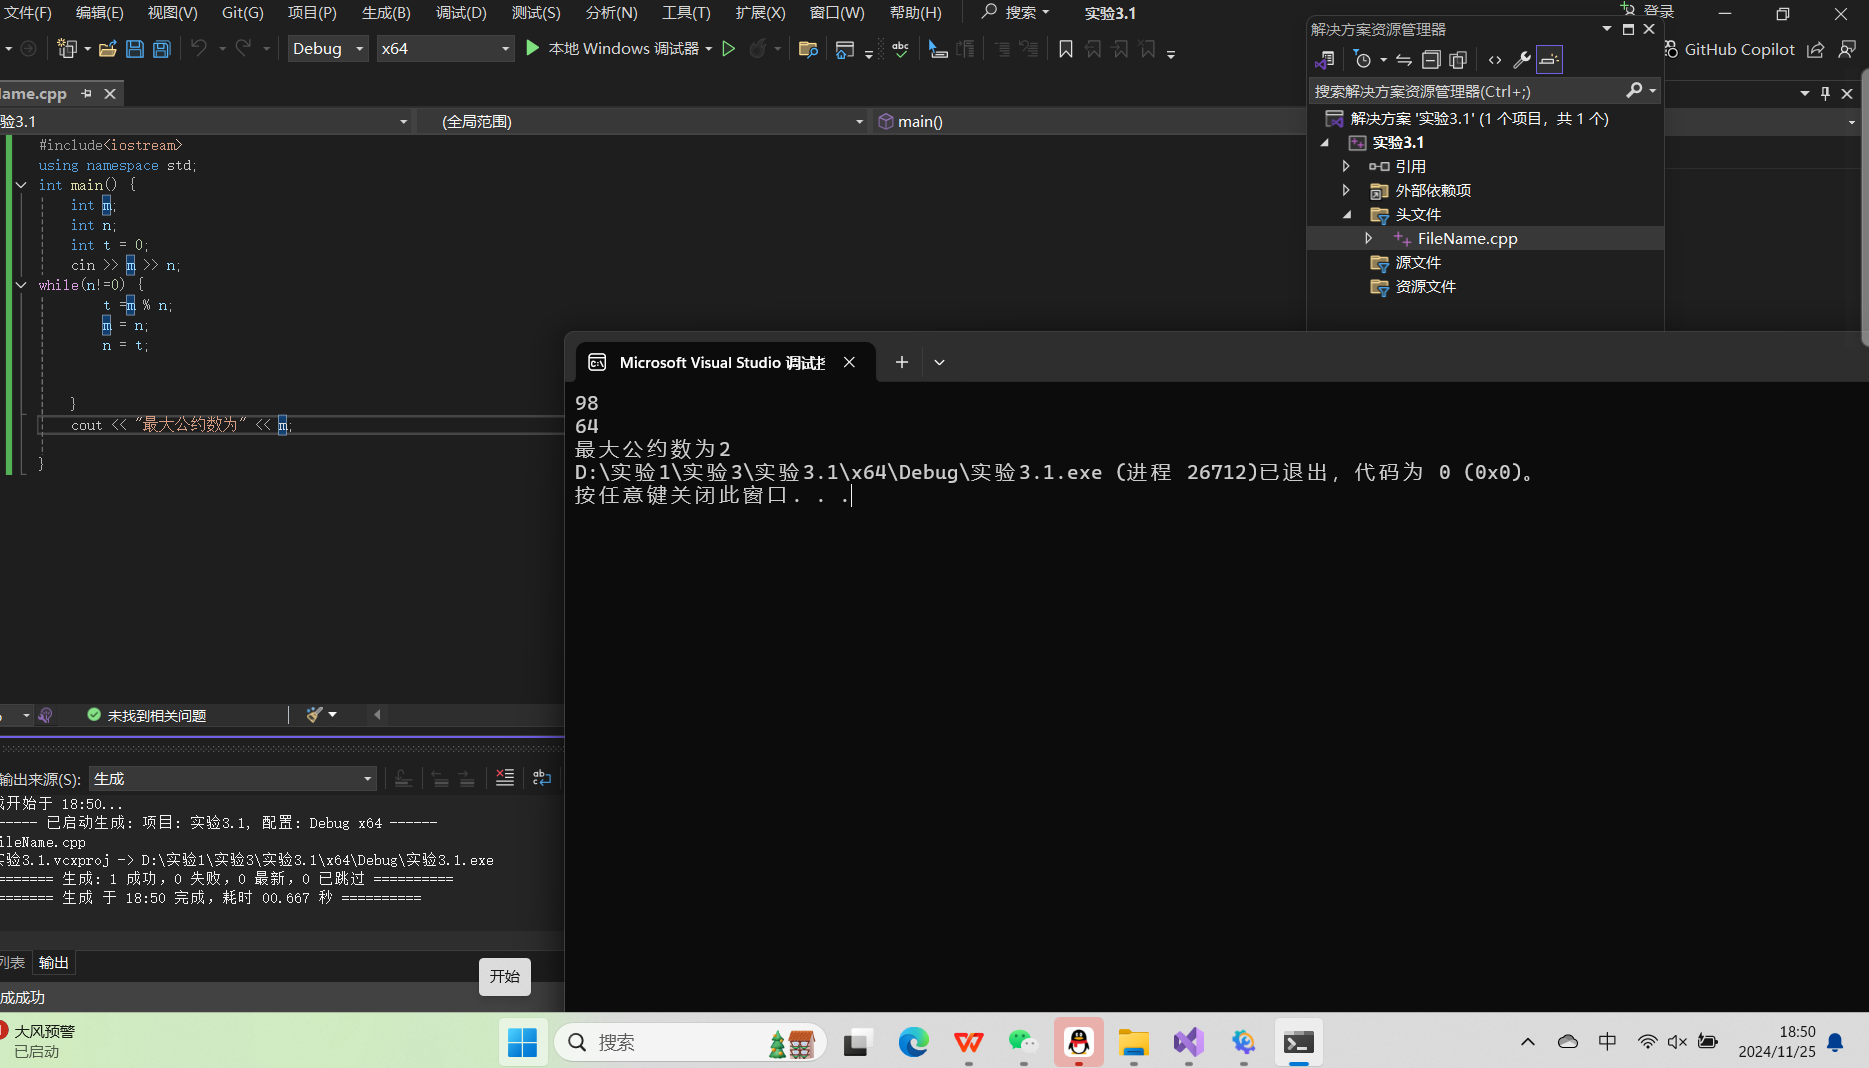 文件(F) 编辑(E) 视图(V) Git(G) 项目(P) 生成(B) 调试(D) 测试(S) 分析(N) 工具(T) 扩展(X) 窗口(W) 帮助(H) 搜索 实验3.1 登录
Debug x64 本地 Windows 调试器 GitHub Copilot
ame.cpp
验3.1 (全局范围) main()
#include<iostream>
using namespace std;
int main() {
int m;
int n;
int t = 0;
cin >> m >> n;
while(n!=0) {
t =m % n;
m = n;
n = t;
}
cout << "最大公约数为" << m;
}
解决方案资源管理器
搜索解决方案资源管理器(Ctrl+;)
解决方案 '实验3.1' (1 个项目，共 1 个)
实验3.1
引用
外部依赖项
头文件
FileName.cpp
源文件
资源文件
Microsoft Visual Studio 调试控
98
64
最大公约数为2
D:\实验1\实验3\实验3.1\x64\Debug\实验3.1.exe (进程 26712)已退出，代码为 0 (0x0)。
按任意键关闭此窗口. . .
未找到相关问题
输出来源(S): 生成
开始于 18:50...
------ 已启动生成: 项目: 实验3.1, 配置: Debug x64 ------
ileName.cpp
实验3.1.vcxproj -> D:\实验1\实验3\实验3.1\x64\Debug\实验3.1.exe
======= 生成: 1 成功，0 失败，0 最新，0 已跳过 ==========
======= 生成 于 18:50 完成，耗时 00.667 秒 ==========
列表 输出
开始
成成功
大风预警
已启动
搜索
中
18:50
2024/11/25